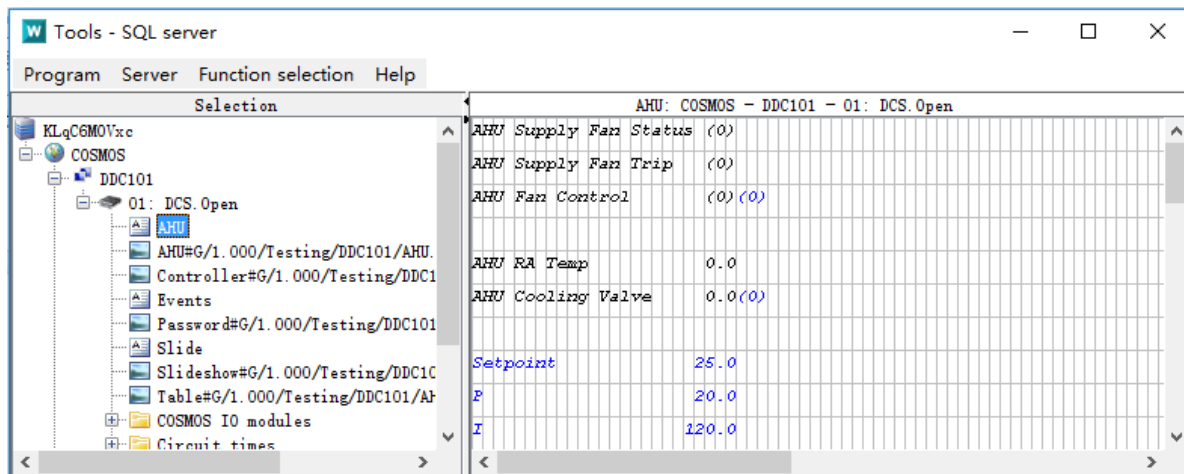 Tools - SQL server
Program Server Function selection Help
Selection
KLqC6M0Vxc
COSMOS
DDC101
01: DCS.Open
AHU
AHU#G/1.000/Testing/DDC101/AHU.
Controller#G/1.000/Testing/DDC1
Events
Password#G/1.000/Testing/DDC101
Slide
Slideshow#G/1.000/Testing/DDC10
Table#G/1.000/Testing/DDC101/AH
COSMOS IO modules
Circuit times
AHU: COSMOS - DDC101 - 01: DCS.Open
AHU Supply Fan Status (0)
AHU Supply Fan Trip (0)
AHU Fan Control (0)(0)
AHU RA Temp 0.0
AHU Cooling Valve 0.0(0)
Setpoint 25.0
P 20.0
I 120.0